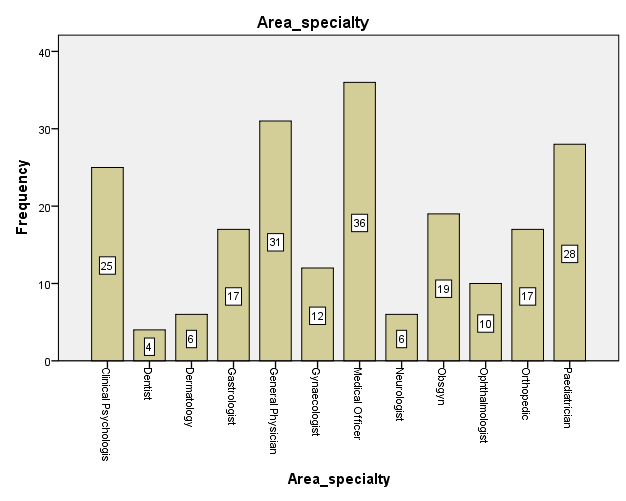 Area_specialty
Frequency
40
30
20
10
0
25
4
6
17
31
12
36
6
19
10
17
28
Clinical Psychologis
Dentist
Dermatology
Gastrologist
General Physician
Gynaecologist
Medical Officer
Neurologist
Obsgyn
Ophthalmologist
Orthopedic
Paediatrician
Area_specialty